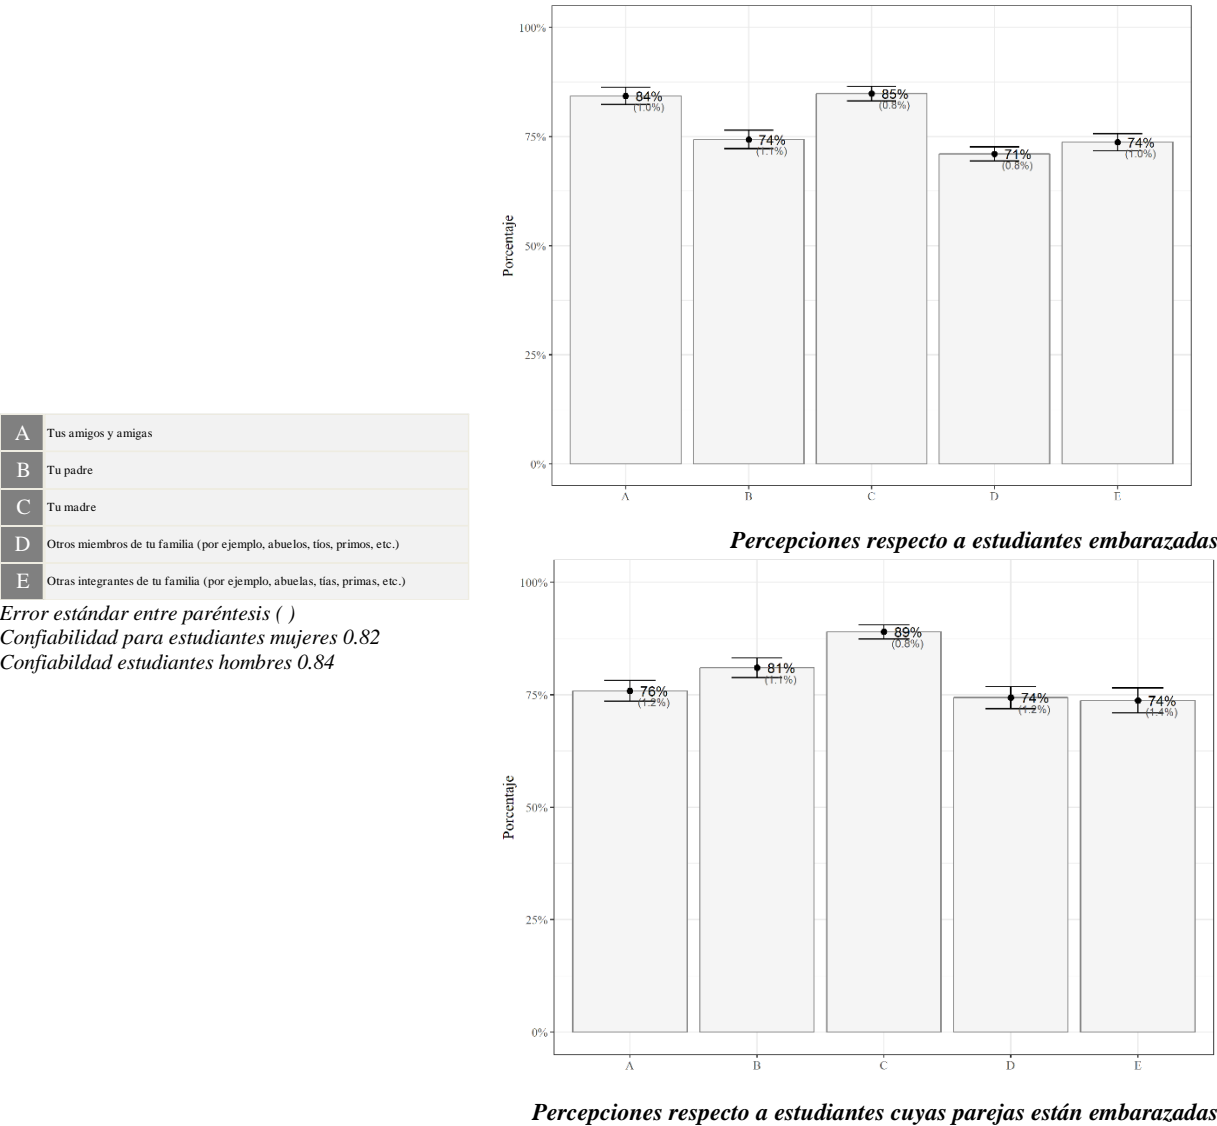 100%
84%
(1.0%)
74%
(1.1%)
85%
(0.8%)
71%
(0.8%)
74%
(1.0%)
75%
50%
25%
0%
Porcentaje
A B C D E
Percepciones respecto a estudiantes embarazadas
A Tus amigos y amigas
B Tu padre
C Tu madre
D Otros miembros de tu familia (por ejemplo, abuelos, tíos, primos, etc.)
E Otras integrantes de tu familia (por ejemplo, abuelas, tías, primas, etc.)
Error estándar entre paréntesis ( )
Confiabilidad para estudiantes mujeres 0.82
Confiabildad estudiantes hombres 0.84
100%
76%
(1.2%)
81%
(1.1%)
89%
(0.8%)
74%
(1.2%)
74%
(1.4%)
75%
50%
25%
0%
Porcentaje
A B C D E
Percepciones respecto a estudiantes cuyas parejas están embarazadas